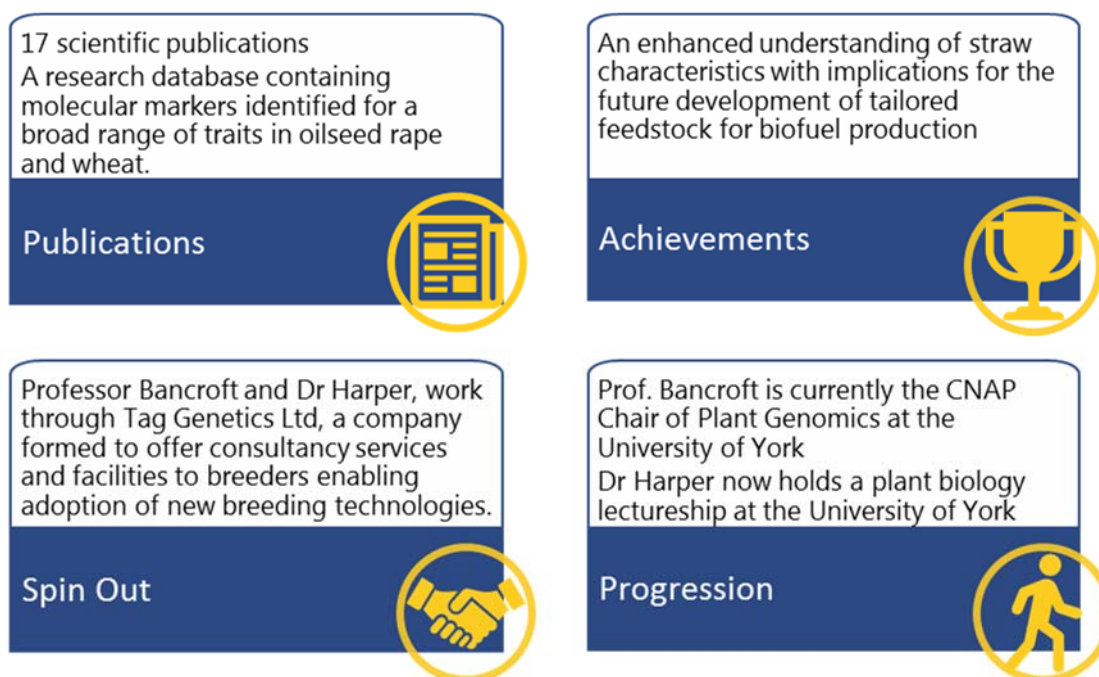 17 scientific publications
A research database containing
molecular markers identified for a
broad range of traits in oilseed rape
and wheat.
Publications
An enhanced understanding of straw
characteristics with implications for the
future development of tailored
feedstock for biofuel production
Achievements
Professor Bancroft and Dr Harper, work
through Tag Genetics Ltd, a company
formed to offer consultancy services
and facilities to breeders enabling
adoption of new breeding technologies.
Spin Out
Prof. Bancroft is currently the CNAP
Chair of Plant Genomics at the
University of York
Dr Harper now holds a plant biology
lectureship at the University of York
Progression